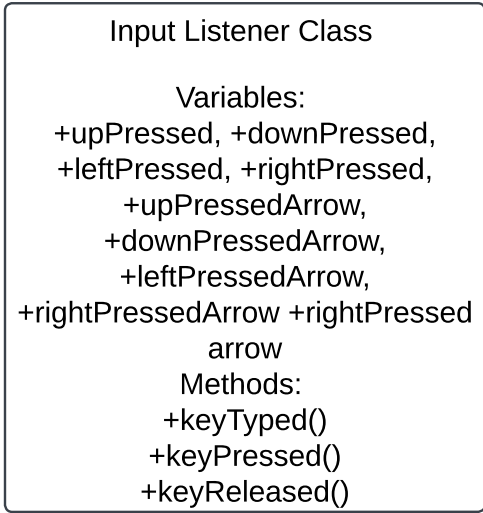 Input Listener Class
Variables:
+upPressed, +downPressed,
+leftPressed, +rightPressed,
+upPressedArrow,
+downPressedArrow,
+leftPressedArrow,
+rightPressedArrow +rightPressed
arrow
Methods:
+keyTyped()
+keyPressed()
+keyReleased()